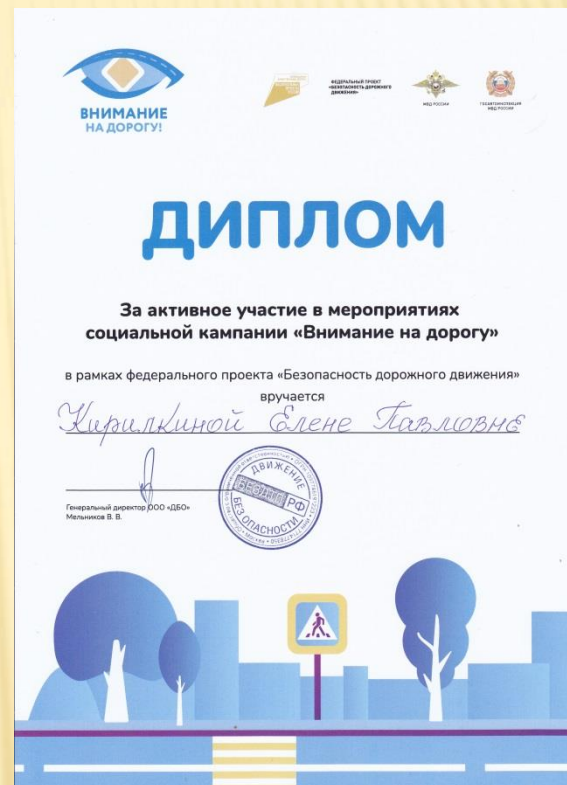 ВНИМАНИЕ
НА ДОРОГУ!
ФЕДЕРАЛЬНЫЙ ПРОЕКТ
«БЕЗОПАСНОСТЬ ДОРОЖНОГО
ДВИЖЕНИЯ»
МВД РОССИИ
ГОСАВТОИНСПЕКЦИЯ
МВД РОССИИ
ДИПЛОМ
За активное участие в мероприятиях
социальной кампании «Внимание на дорогу»
в рамках федерального проекта «Безопасность дорожного движения»
вручается
Кирилкиной Елене Павловне
Генеральный директор ООО «ДБО»
Мельников В. В.
ДВИЖЕНИЕ
БЕЗ ДТП РФ
БЕЗ ОПАСНОСТИ